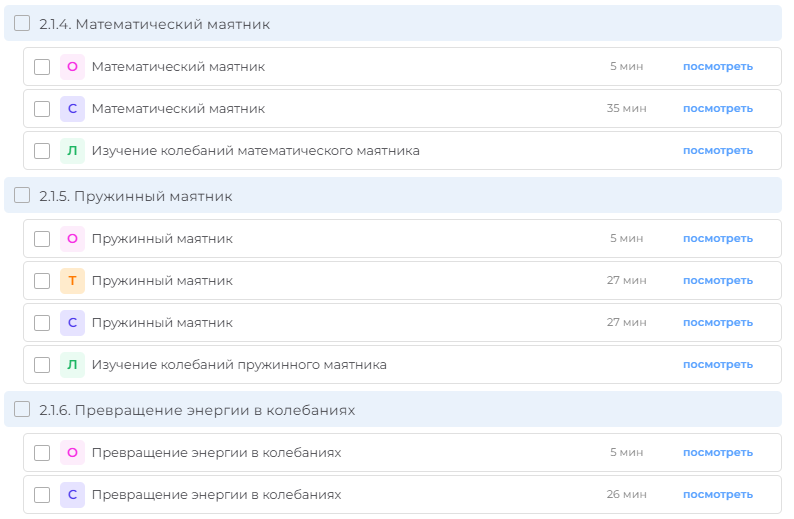 2.1.4. Математический маятник
О Математический маятник 5 мин посмотреть
С Математический маятник 35 мин посмотреть
Л Изучение колебаний математического маятника посмотреть
2.1.5. Пружинный маятник
О Пружинный маятник 5 мин посмотреть
Т Пружинный маятник 27 мин посмотреть
С Пружинный маятник 27 мин посмотреть
Л Изучение колебаний пружинного маятника посмотреть
2.1.6. Превращение энергии в колебаниях
О Превращение энергии в колебаниях 5 мин посмотреть
С Превращение энергии в колебаниях 26 мин посмотреть